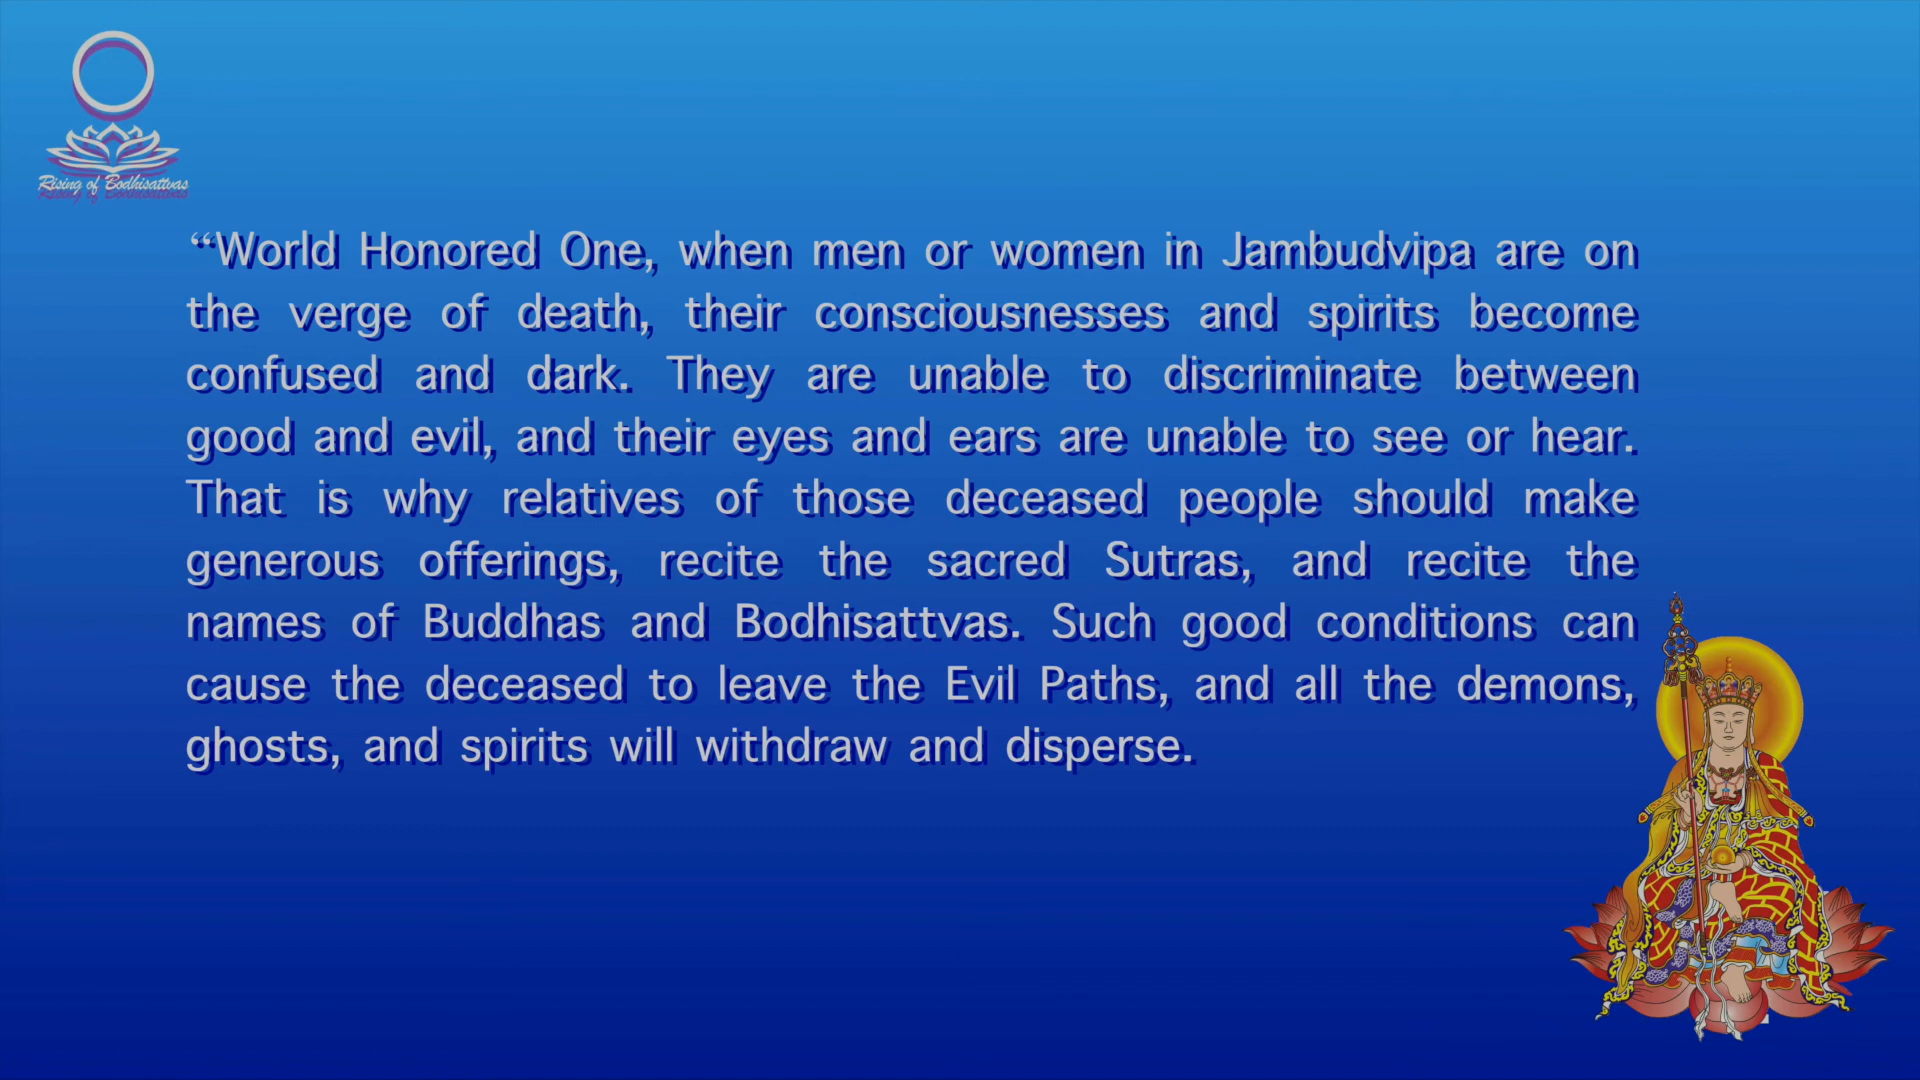 Rising of Bodhisattvas
“World Honored One, when men or women in Jambudvipa are on
the verge of death, their consciousnesses and spirits become
confused and dark. They are unable to discriminate between
good and evil, and their eyes and ears are unable to see or hear.
That is why relatives of those deceased people should make
generous offerings, recite the sacred Sutras, and recite the
names of Buddhas and Bodhisattvas. Such good conditions can
cause the deceased to leave the Evil Paths, and all the demons,
ghosts, and spirits will withdraw and disperse.